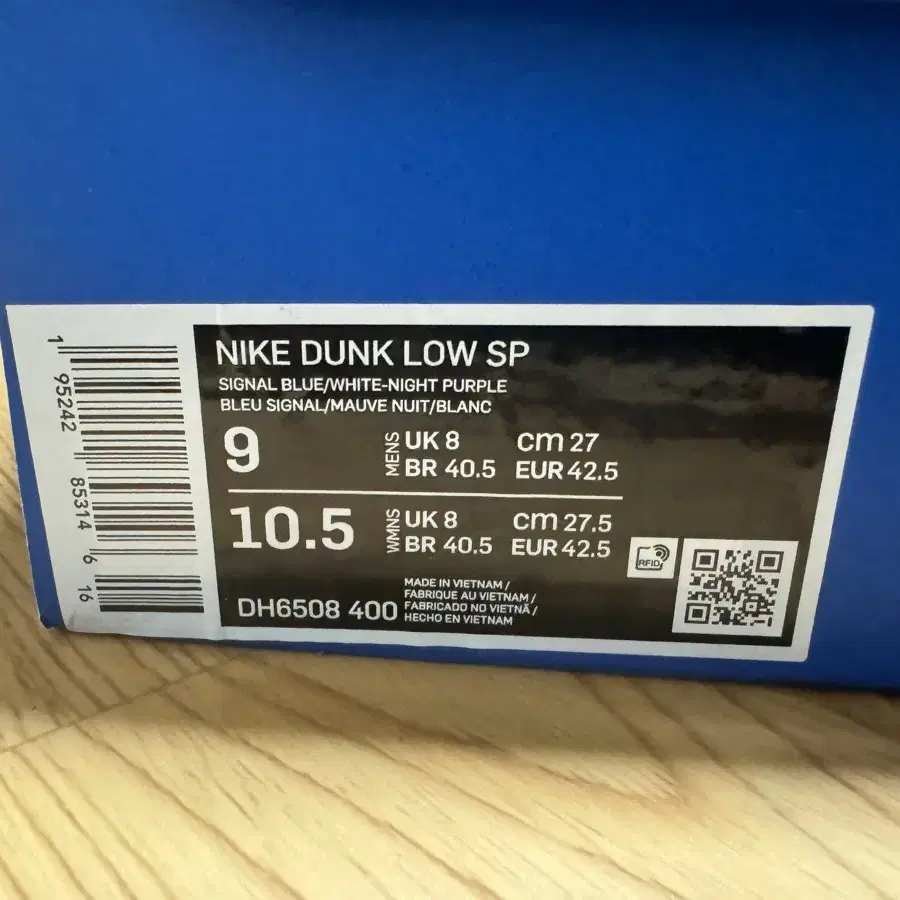 NIKE DUNK LOW SP
SIGNAL BLUE/WHITE-NIGHT PURPLE
BLEU SIGNAL/MAUVE NUIT/BLANC
9 MENS UK 8 cm 27
BR 40.5 EUR 42.5
10.5 WMNS UK 8 cm 27.5
BR 40.5 EUR 42.5
RFID
DH6508 400
MADE IN VIETNAM /
FABRIQUE AU VIETNAM /
FABRICADO NO VIETNÃ /
HECHO EN VIETNAM
1 95242 85314 6 16